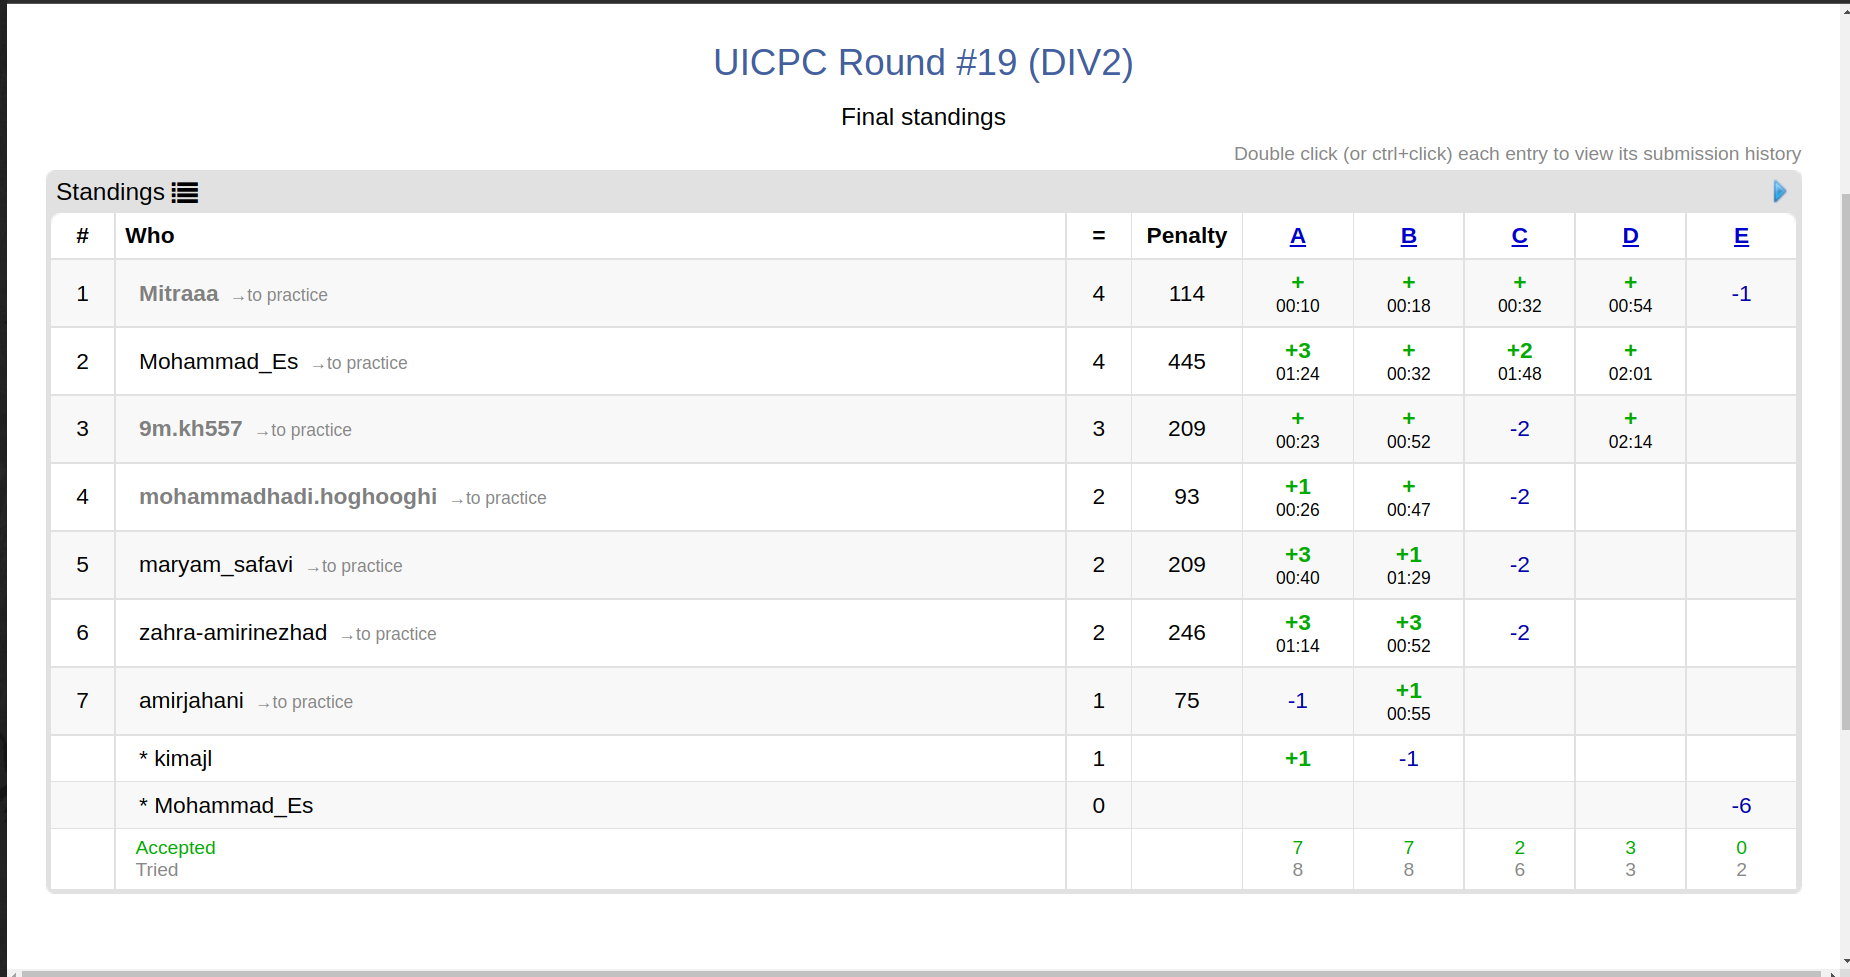 UICPC Round #19 (DIV2)
Final standings
Double click (or ctrl+click) each entry to view its submission history
Standings
# Who = Penalty A B C D E
1 Mitraaa →to practice 4 114 + 00:10 + 00:18 + 00:32 + 00:54 -1
2 Mohammad_Es →to practice 4 445 +3 01:24 + 00:32 +2 01:48 + 02:01
3 9m.kh557 →to practice 3 209 + 00:23 + 00:52 -2 + 02:14
4 mohammadhadi.hoghooghi →to practice 2 93 +1 00:26 + 00:47 -2
5 maryam_safavi →to practice 2 209 +3 00:40 +1 01:29 -2
6 zahra-amirinezhad →to practice 2 246 +3 01:14 +3 00:52 -2
7 amirjahani →to practice 1 75 -1 +1 00:55
* kimajl 1 +1 -1
* Mohammad_Es 0 -6
Accepted 7 7 2 3 0
Tried 8 8 6 3 2